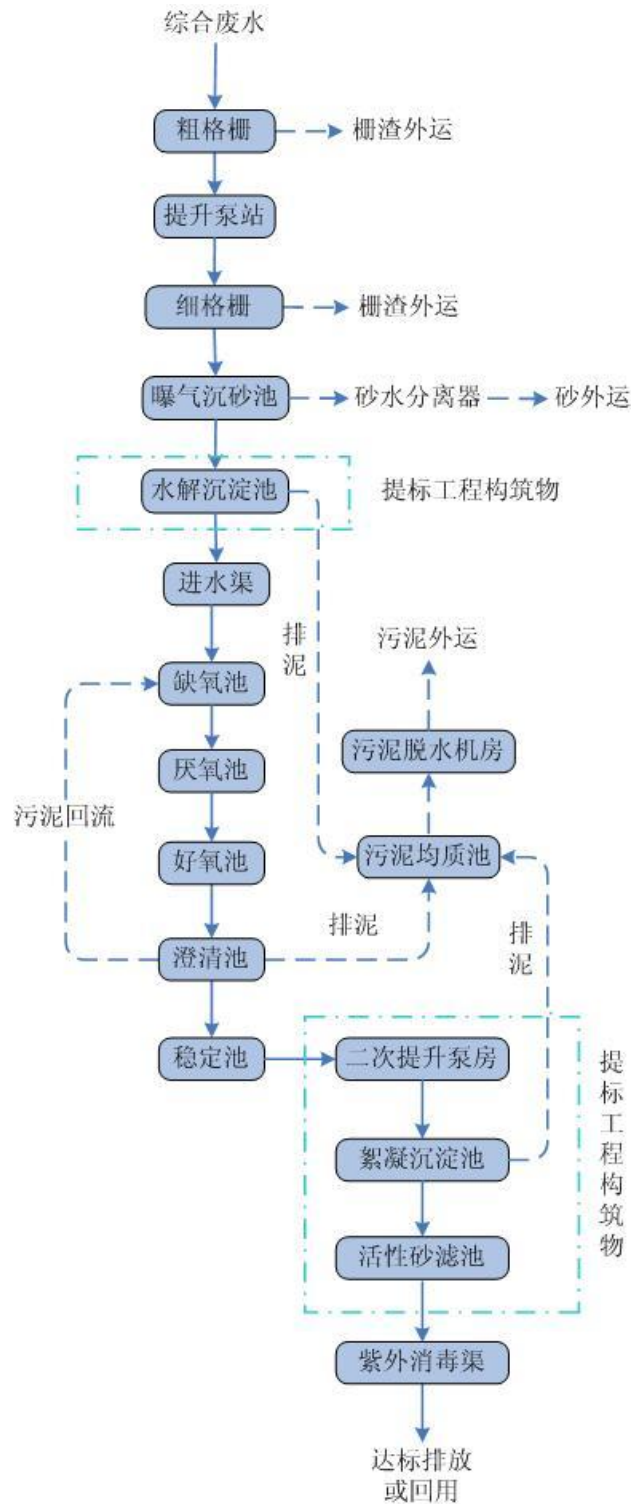 综合废水
粗格栅
栅渣外运
提升泵站
细格栅
栅渣外运
曝气沉砂池
砂水分离器
砂外运
水解沉淀池
提标工程构筑物
进水渠
排泥
污泥外运
缺氧池
污泥脱水机房
厌氧池
污泥回流
好氧池
污泥均质池
排泥
排泥
澄清池
稳定池
二次提升泵房
提标工程构筑物
絮凝沉淀池
活性砂滤池
紫外消毒渠
达标排放
或回用